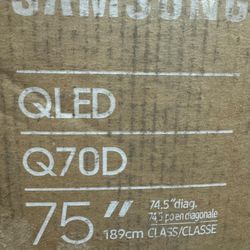 SAMSUNG
QLED
Q70D
75" 74.5" diag.
74,5 po en diagonale
189cm CLASS/CLASSE